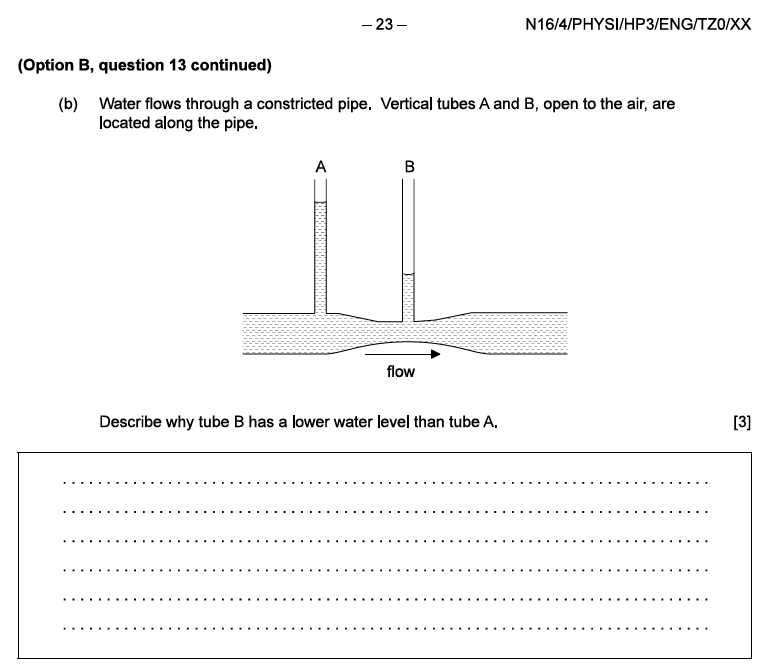 – 23 –
N16/4/PHYSI/HP3/ENG/TZ0/XX
(Option B, question 13 continued)
(b) Water flows through a constricted pipe. Vertical tubes A and B, open to the air, are
located along the pipe.
A
B
flow
Describe why tube B has a lower water level than tube A.
[3]